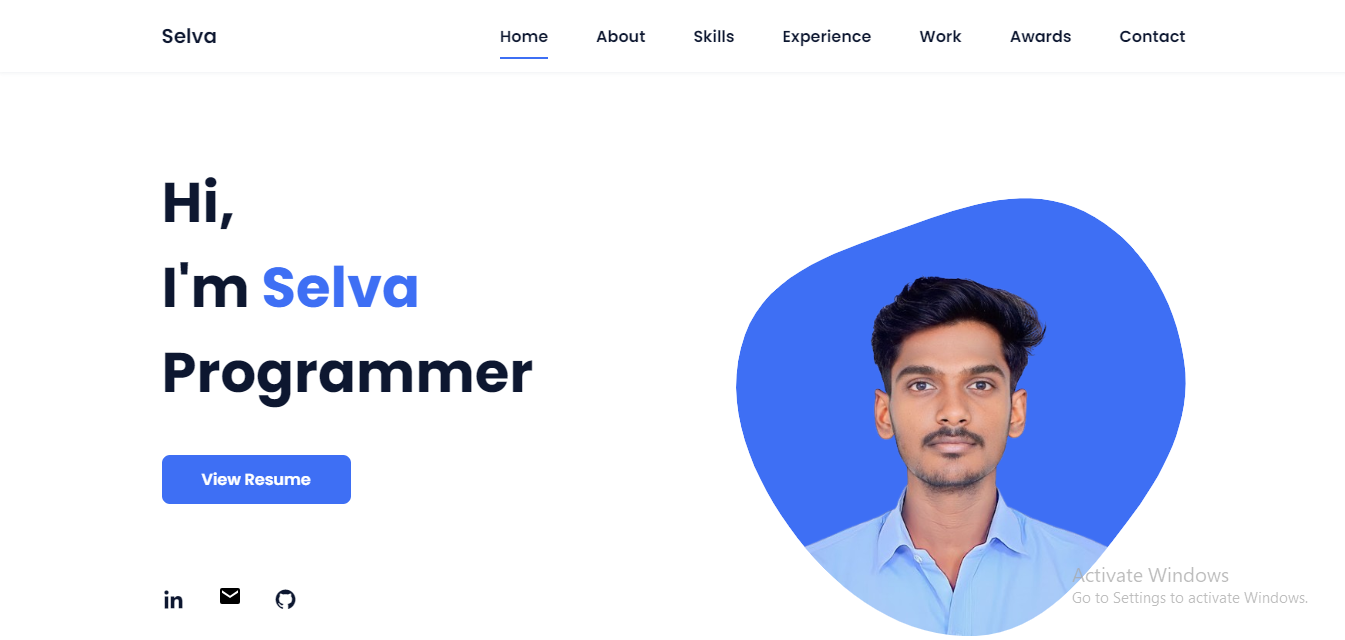 Selva
Home About Skills Experience Work Awards Contact
Hi,
I'm Selva
Programmer
View Resume
in
Activate Windows
Go to Settings to activate Windows.